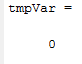 tmpVar =
0